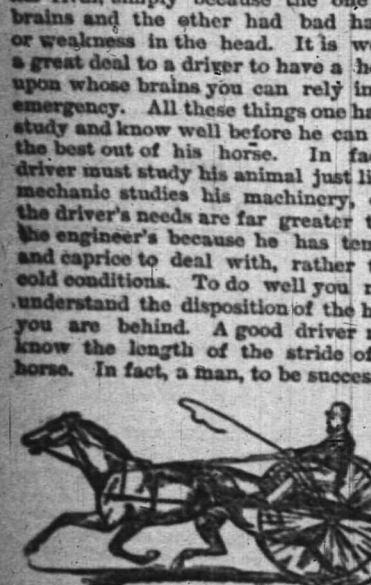 brains and the other had bad ha
or weakness in the head. It is w
a great deal to a driver to have a h
upon whose brains you can rely in
emergency. All these things one ha
study and know well before he can
the best out of his horse. In fac
driver must study his animal just li
mechanic studies his machinery,
the driver's needs are far greater t
the engineer's because he has tem
and caprice to deal with, rather t
cold conditions. To do well you
understand the disposition of the h
you are behind. A good driver
know the length of the stride of
horse. In fact, a man, to be succes